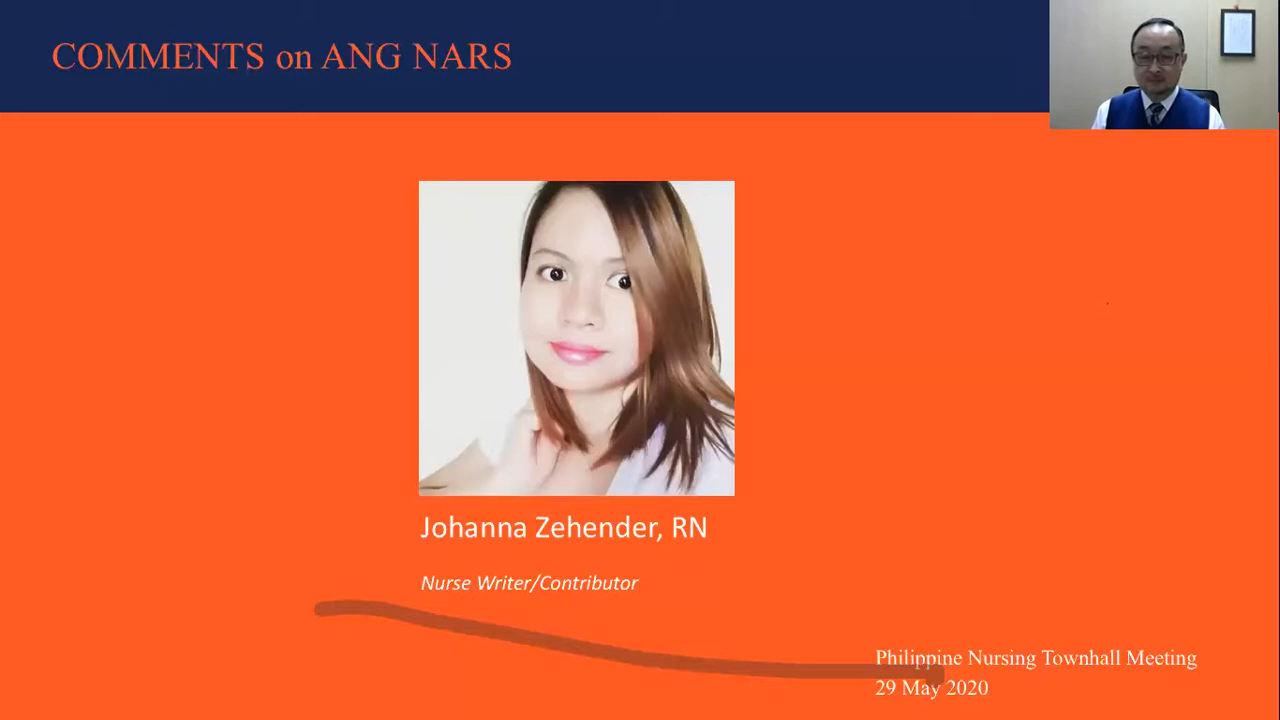 COMMENTS on ANG NARS
Johanna Zehender, RN
Nurse Writer/Contributor
Philippine Nursing Townhall Meeting
29 May 2020